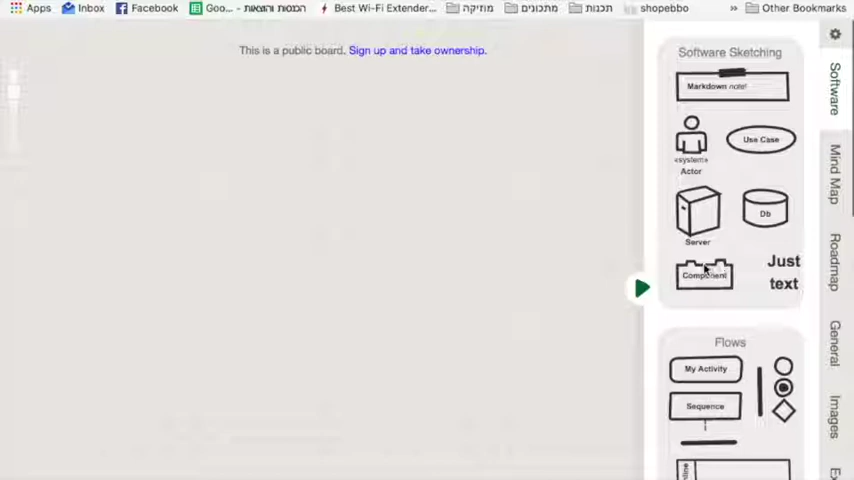 Apps Inbox Facebook Goo... הכנסות והוצאות - Best Wi-Fi Extender... מוזיקה מתכונים תכנות shopebbo » Other Bookmarks
This is a public board. Sign up and take ownership.
Software Sketching
Markdown note!
<system>
Actor
Use Case
Server
Db
Component
Just
text
Flows
My Activity
Sequence
Software
Mind Map
Roadmap
General
Images